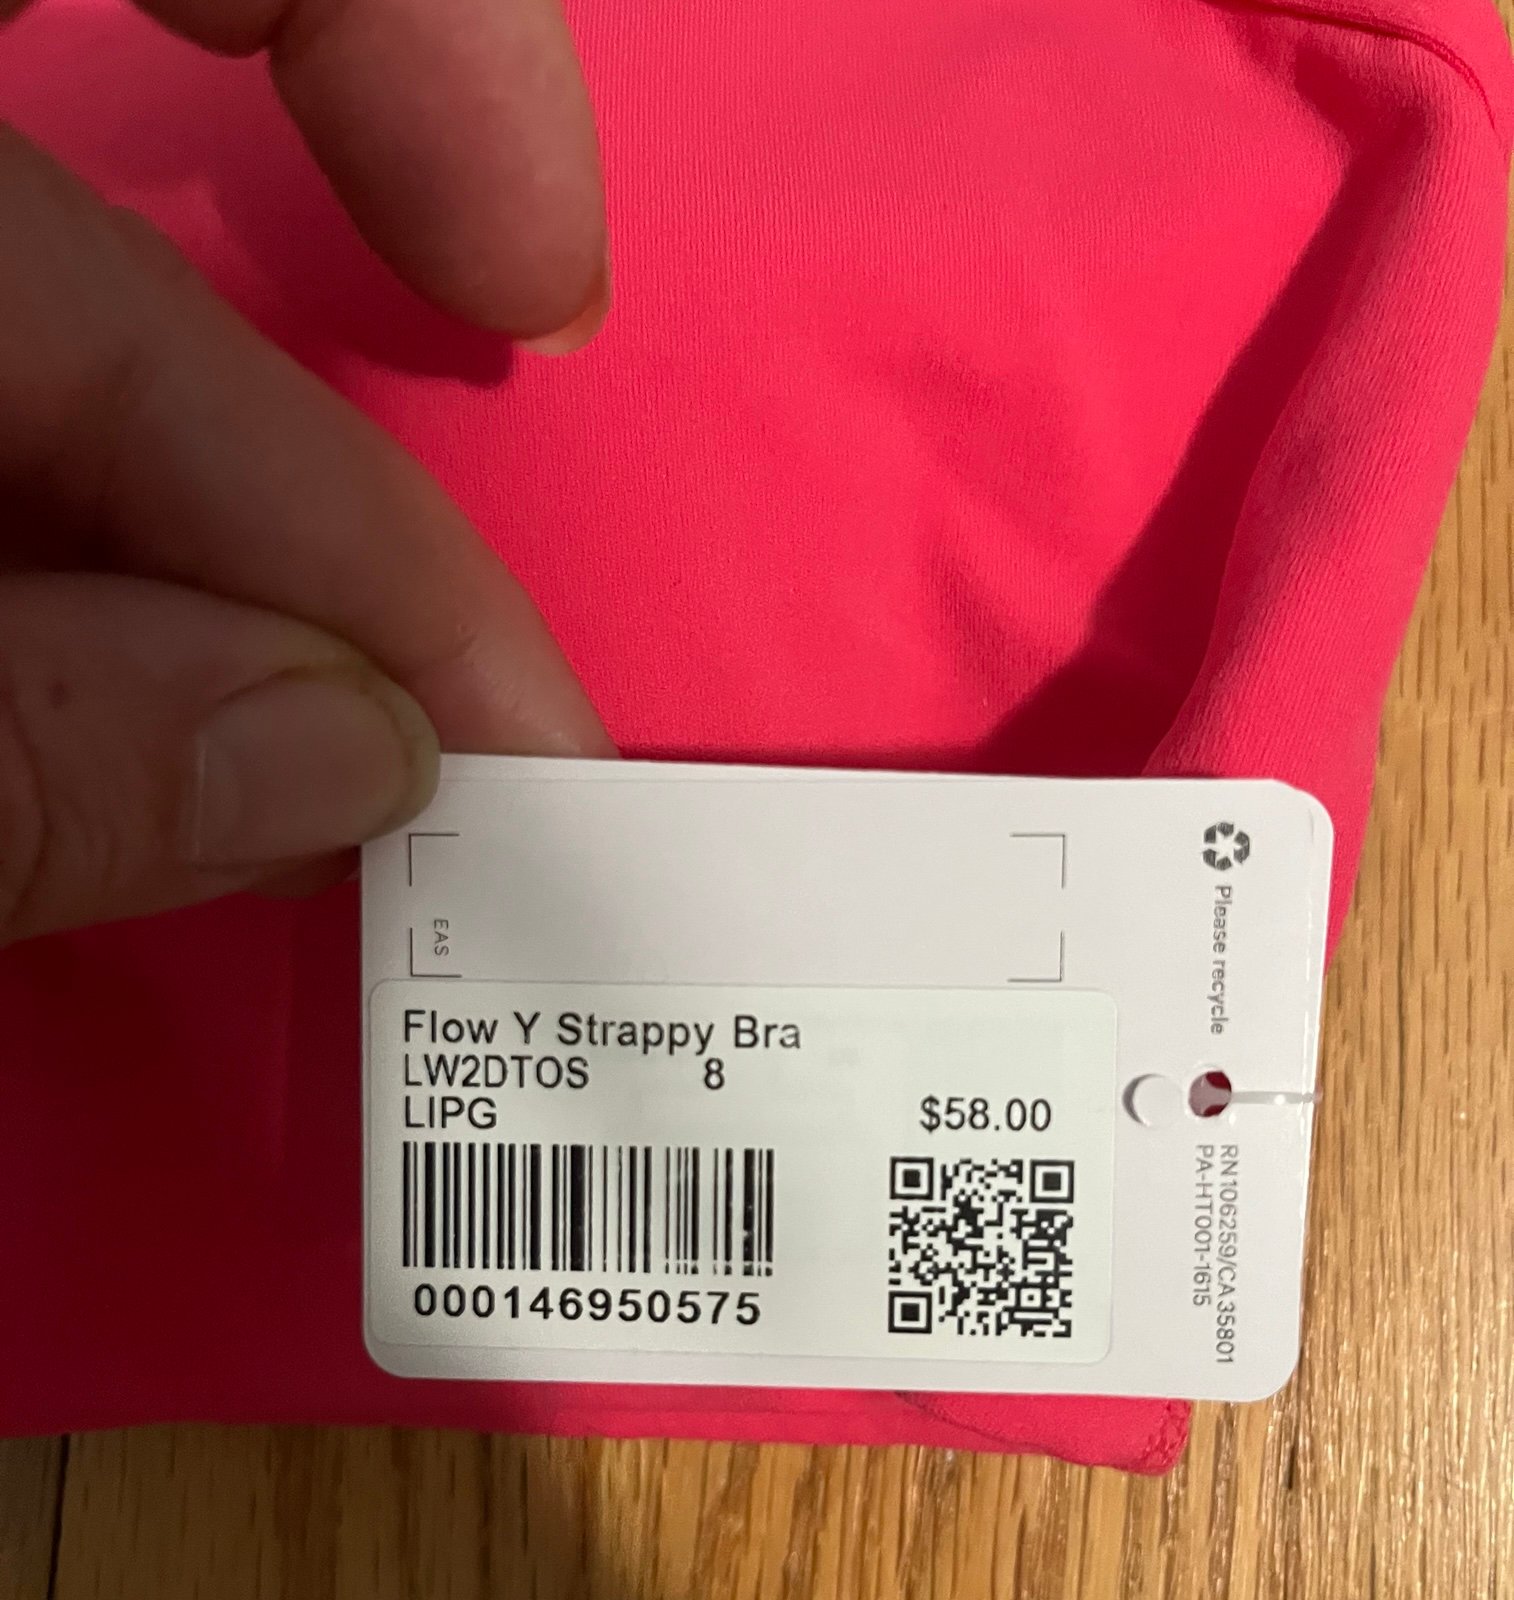 Please recycle
EAS
Flow Y Strappy Bra
LW2DTOS 8
LIPG $58.00
000146950575
RN106259/CA35801
PA-HT001-1615